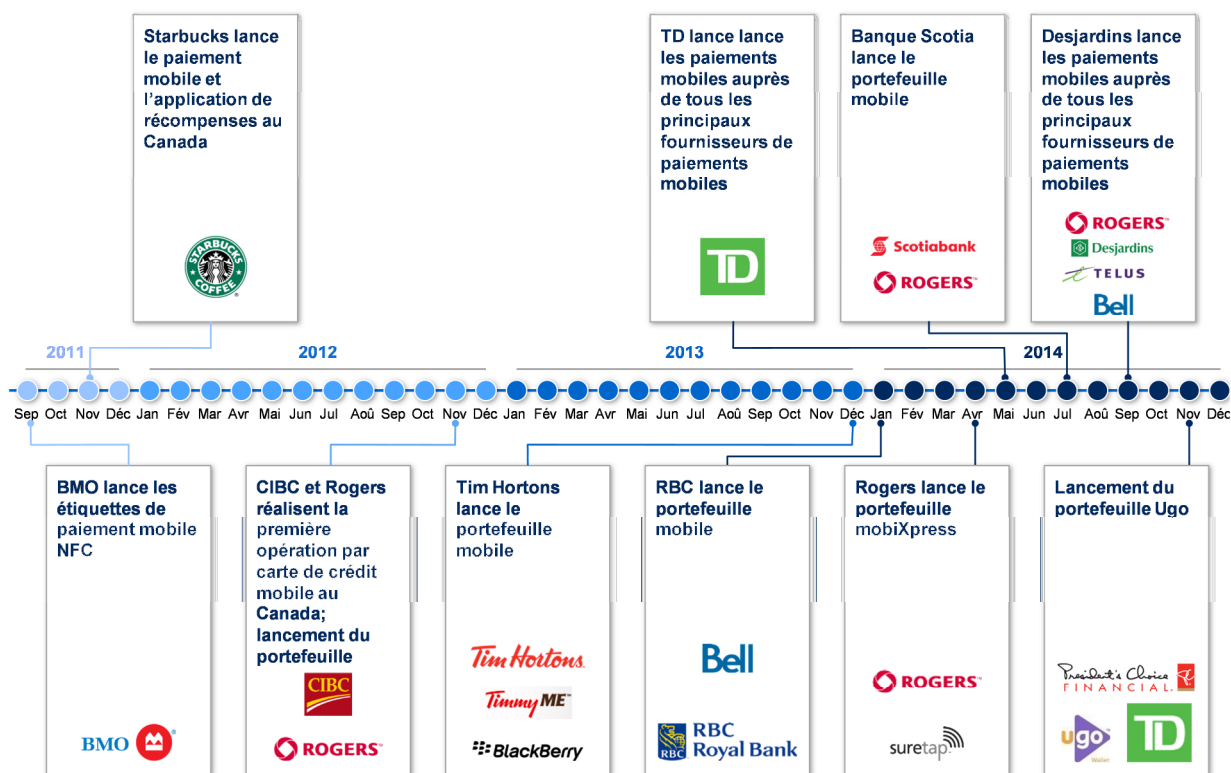 Starbucks lance
le paiement
mobile et
l'application de
récompenses au
Canada
STARBUCKS
COFFEE
TD lance lance
les paiements
mobiles auprès
de tous les
principaux
fournisseurs de
paiements
mobiles
TD
Banque Scotia
lance le
portefeuille
mobile
Scotiabank
ROGERS™
Desjardins lance
les paiements
mobiles auprès
de tous les
principaux
fournisseurs de
paiements
mobiles
ROGERS™
Desjardins
TELUS
Bell
2011 2012 2013 2014
Sep Oct Nov Déc Jan Fév Mar Avr Mai Jun Jul Aoû Sep Oct Nov Déc Jan Fév Mar Avr Mai Jun Jul Aoû Sep Oct Nov Déc Jan Fév Mar Avr Mai Jun Jul Aoû Sep Oct Nov Déc
BMO lance les
étiquettes de
paiement mobile
NFC
BMO
CIBC et Rogers
réalisent la
première
opération par
carte de crédit
mobile au
Canada;
lancement du
portefeuille
CIBC
ROGERS™
Tim Hortons
lance le
portefeuille
mobile
Tim Hortons.
Timmy ME™
BlackBerry
RBC lance le
portefeuille
mobile
Bell
RBC
RBC
Royal Bank
Rogers lance le
portefeuille
mobiXpress
ROGERS™
suretap
Lancement du
portefeuille Ugo
President's Choice
FINANCIAL
ugo
Wallet
TD